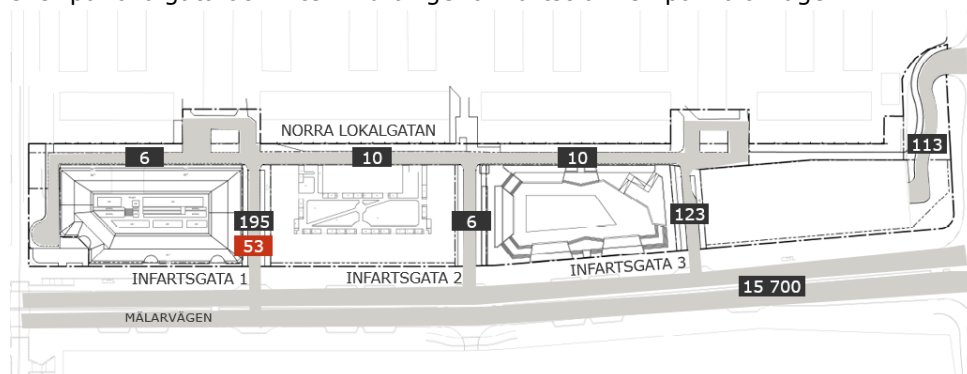 NORRA LOKALGATAN
6
10
10
113
195
53
6
123
INFARTSGATA 1
INFARTSGATA 2
INFARTSGATA 3
15 700
MÄLARVÄGEN